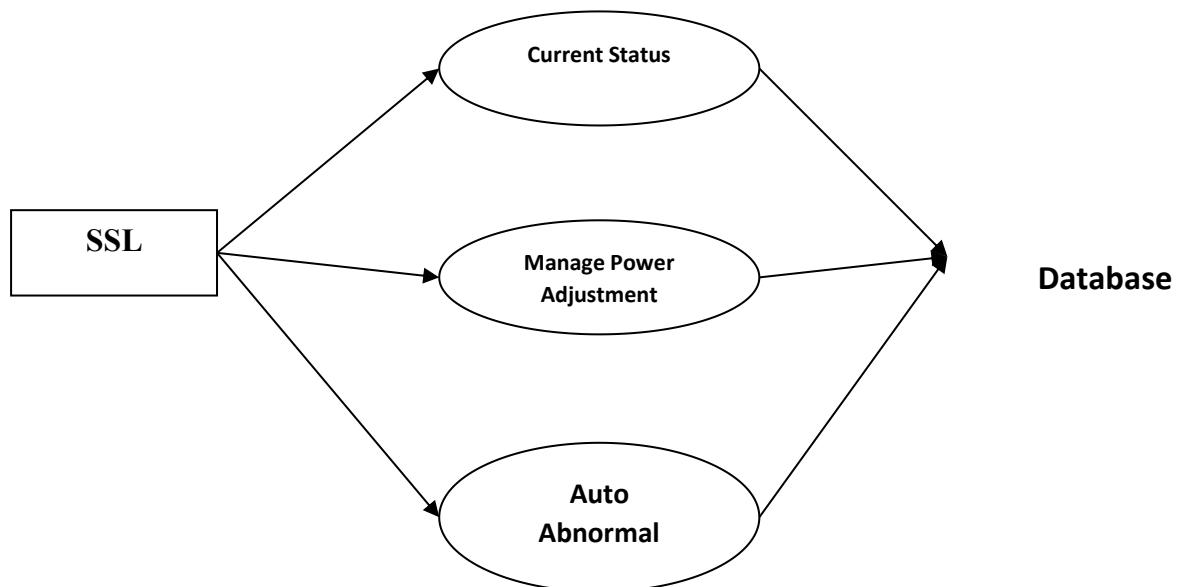 Current Status
SSL
Manage Power
Adjustment
Database
Auto
Abnormal